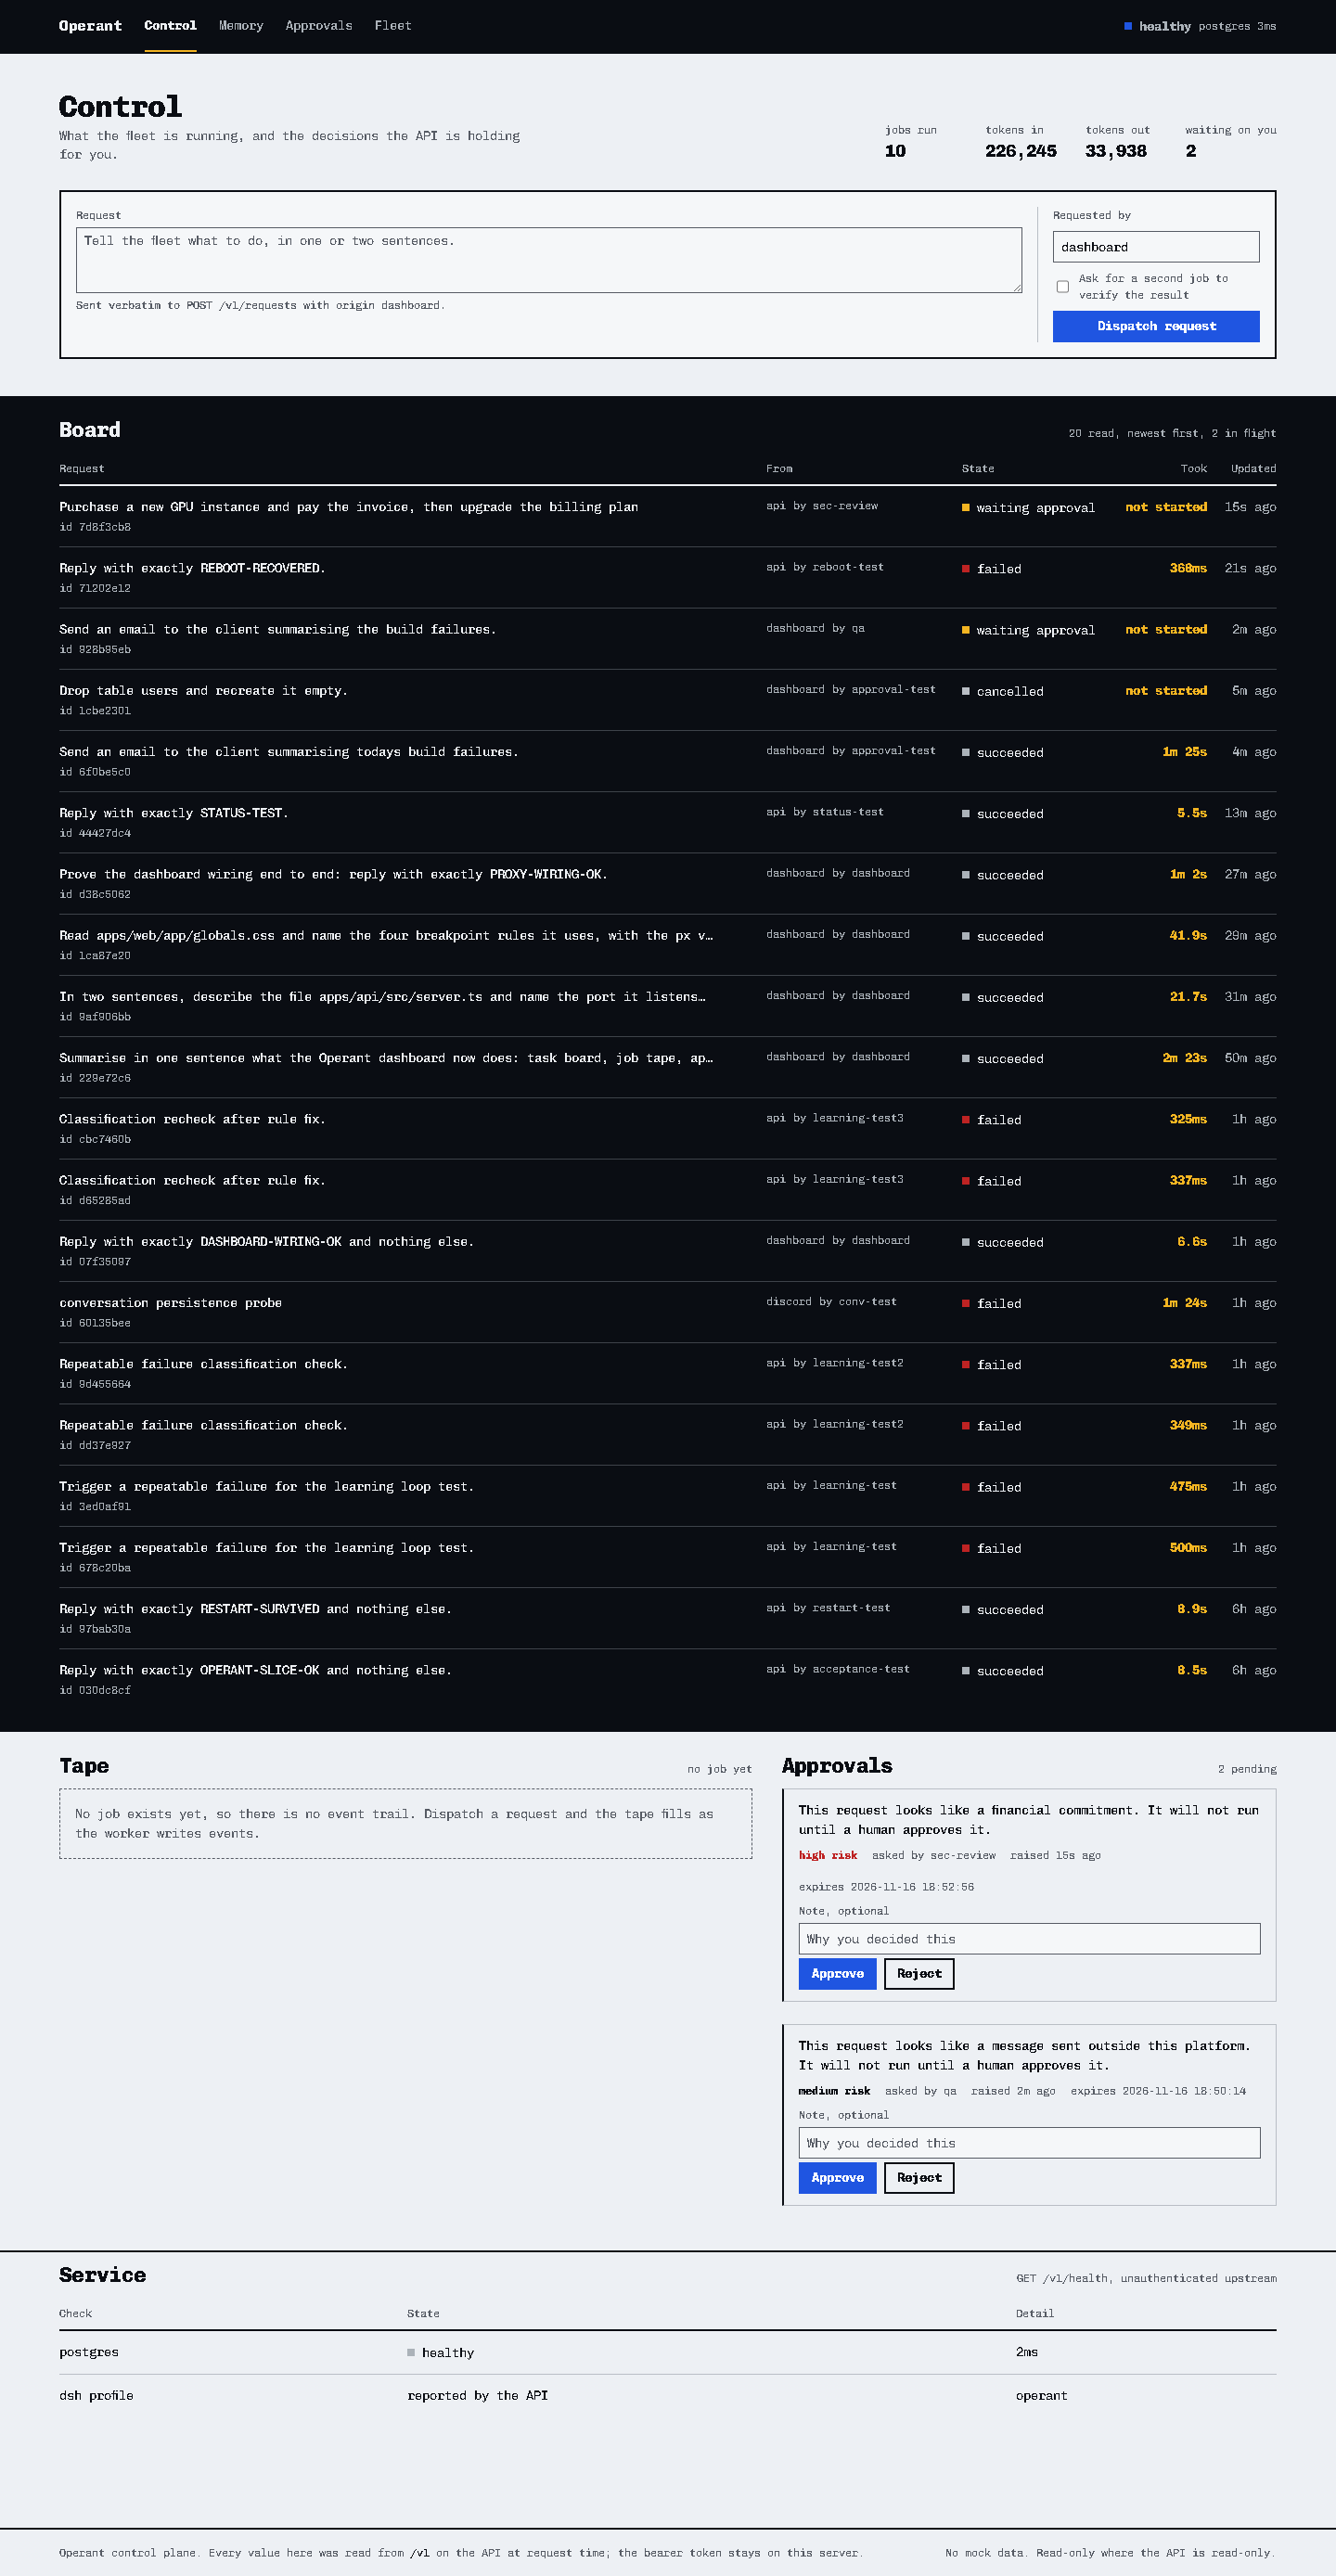 Operant Control Memory Approvals Fleet healthy postgres 3ms
Control
What the fleet is running, and the decisions the API is holding
for you.
jobs run tokens in tokens out waiting on you
10 226,245 33,938 2
Request
Tell the fleet what to do, in one or two sentences.
Sent verbatim to POST /v1/requests with origin dashboard.
Requested by
dashboard
Ask for a second job to
verify the result
Dispatch request
Board 20 read, newest first, 2 in flight
Request From State Took Updated
Purchase a new GPU instance and pay the invoice, then upgrade the billing plan api by sec-review waiting approval not started 15s ago
id 7d8f3cb8
Reply with exactly REBOOT-RECOVERED. api by reboot-test failed 368ms 21s ago
id 71202e12
Send an email to the client summarising the build failures. dashboard by qa waiting approval not started 2m ago
id 928b95eb
Drop table users and recreate it empty. dashboard by approval-test cancelled not started 5m ago
id 1cbe2301
Send an email to the client summarising todays build failures. dashboard by approval-test succeeded 1m 25s 4m ago
id 6f0be5c0
Reply with exactly STATUS-TEST. api by status-test succeeded 5.5s 13m ago
id 44427dc4
Prove the dashboard wiring end to end: reply with exactly PROXY-WIRING-OK. dashboard by dashboard succeeded 1m 2s 27m ago
id d38c5062
Read apps/web/app/globals.css and name the four breakpoint rules it uses, with the px v… dashboard by dashboard succeeded 41.9s 29m ago
id 1ca87e20
In two sentences, describe the file apps/api/src/server.ts and name the port it listens… dashboard by dashboard succeeded 21.7s 31m ago
id 9af906bb
Summarise in one sentence what the Operant dashboard now does: task board, job tape, ap… dashboard by dashboard succeeded 2m 23s 50m ago
id 229e72c6
Classification recheck after rule fix. api by learning-test3 failed 325ms 1h ago
id cbc7460b
Classification recheck after rule fix. api by learning-test3 failed 337ms 1h ago
id d65285ad
Reply with exactly DASHBOARD-WIRING-OK and nothing else. dashboard by dashboard succeeded 6.6s 1h ago
id 07f35097
conversation persistence probe discord by conv-test failed 1m 24s 1h ago
id 60135bee
Repeatable failure classification check. api by learning-test2 failed 337ms 1h ago
id 9d455664
Repeatable failure classification check. api by learning-test2 failed 349ms 1h ago
id dd37e927
Trigger a repeatable failure for the learning loop test. api by learning-test failed 475ms 1h ago
id 3ed0af91
Trigger a repeatable failure for the learning loop test. api by learning-test failed 500ms 1h ago
id 678c20ba
Reply with exactly RESTART-SURVIVED and nothing else. api by restart-test succeeded 8.9s 6h ago
id 97bab30a
Reply with exactly OPERANT-SLICE-OK and nothing else. api by acceptance-test succeeded 8.5s 6h ago
id 030dc8cf
Tape no job yet
No job exists yet, so there is no event trail. Dispatch a request and the tape fills as
the worker writes events.
Approvals 2 pending
This request looks like a financial commitment. It will not run
until a human approves it.
high risk asked by sec-review raised 15s ago
expires 2026-11-16 18:52:56
Note, optional
Why you decided this
Approve Reject
This request looks like a message sent outside this platform.
It will not run until a human approves it.
medium risk asked by qa raised 2m ago expires 2026-11-16 18:50:14
Note, optional
Why you decided this
Approve Reject
Service GET /v1/health, unauthenticated upstream
Check State Detail
postgres healthy 2ms
dsh profile reported by the API operant
Operant control plane. Every value here was read from /v1 on the API at request time; the bearer token stays on this server. No mock data. Read-only where the API is read-only.